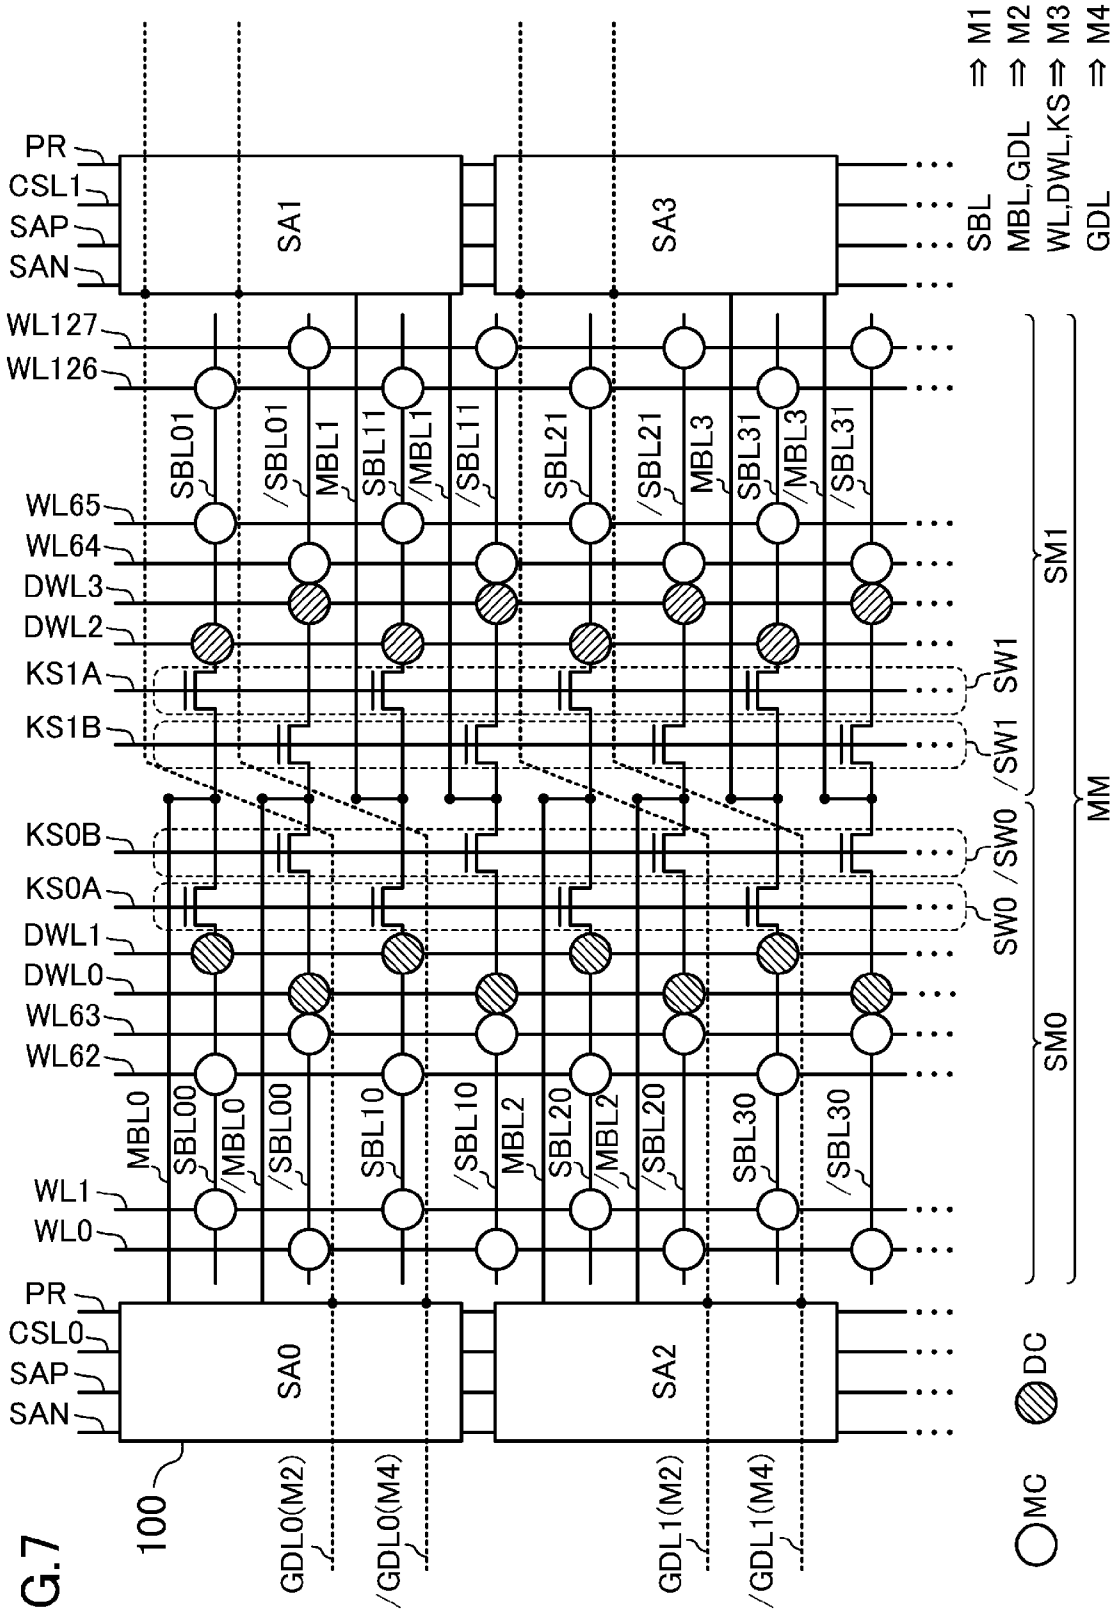 G.7
100
SAN
SAP
CSL0
PR
WL0
WL1
WL62
WL63
DWL0
DWL1
KS0A
KS0B
KS1B
KS1A
DWL2
DWL3
WL64
WL65
WL126
WL127
SAN
SAP
CSL1
PR
SA0
SA1
MBL0
SBL00
/MBL0
/SBL00
SBL10
/SBL10
SBL01
/SBL01
MBL1
SBL11
/MBL1
/SBL11
GDL0(M2)
/GDL0(M4)
SA2
SA3
MBL2
SBL20
/MBL2
/SBL20
SBL30
/SBL30
SBL21
/SBL21
MBL3
SBL31
/MBL3
/SBL31
GDL1(M2)
/GDL1(M4)
... ... ... ... ... ... ... ... ... ... ... ... ... ... ... ... ... ... ... ... ... ... ... ...
SW0
/SW0
/SW1
SW1
SM0
SM1
MM
MC
DC
SBL ⇒ M1
MBL,GDL ⇒ M2
WL,DWL,KS ⇒ M3
GDL ⇒ M4